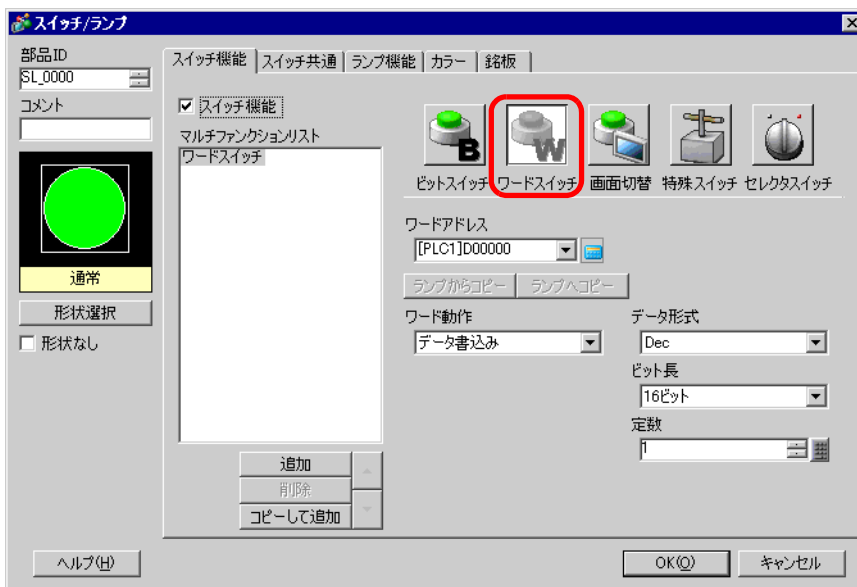 スイッチ/ランプ
部品ID
SL_0000
コメント
通常
形状選択
形状なし
スイッチ機能 スイッチ共通 ランプ機能 カラー 銘板
スイッチ機能
マルチファンクションリスト
ワードスイッチ
追加
削除
コピーして追加
B W
ビットスイッチ ワードスイッチ 画面切替 特殊スイッチ セレクタスイッチ
ワードアドレス
[PLC1]D00000
ランプからコピー ランプへコピー
ワード動作
データ書込み
データ形式
Dec
ビット長
16ビット
定数
1
ヘルプ(H) OK(O) キャンセル